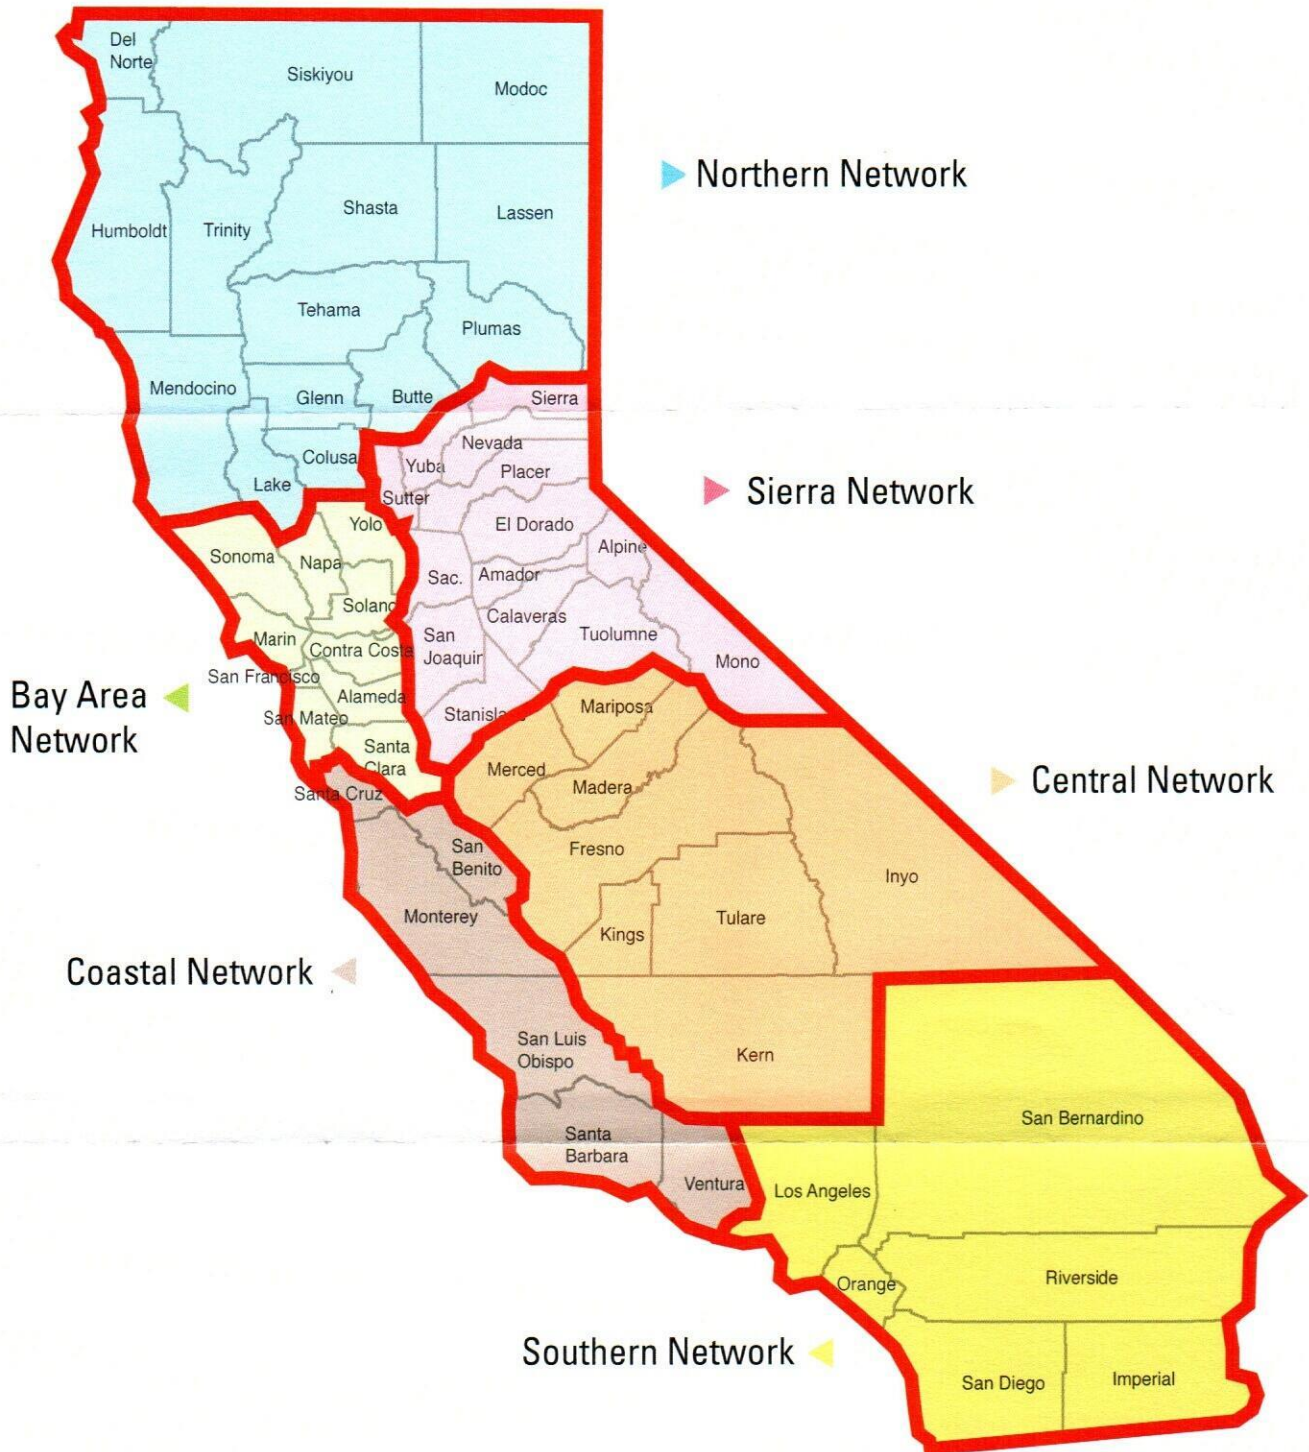 Del
Norte
Siskiyou
Modoc
Northern Network
Humboldt
Trinity
Shasta
Lassen
Tehama
Plumas
Mendocino
Glenn
Butte
Sierra
Colusa
Lake
Yuba
Nevada
Placer
Sutter
Sierra Network
Yolo
El Dorado
Sonoma
Napa
Alpine
Sac.
Amador
Solano
Calaveras
Marin
Contra Costa
San
Joaquin
Tuolumne
Mono
San Francisco
Alameda
Bay Area
Network
San Mateo
Stanislaus
Mariposa
Santa
Clara
Merced
Madera
Central Network
Santa Cruz
San
Benito
Fresno
Inyo
Monterey
Kings
Tulare
Coastal Network
San Luis
Obispo
Kern
San Bernardino
Santa
Barbara
Ventura
Los Angeles
Orange
Riverside
Southern Network
San Diego
Imperial